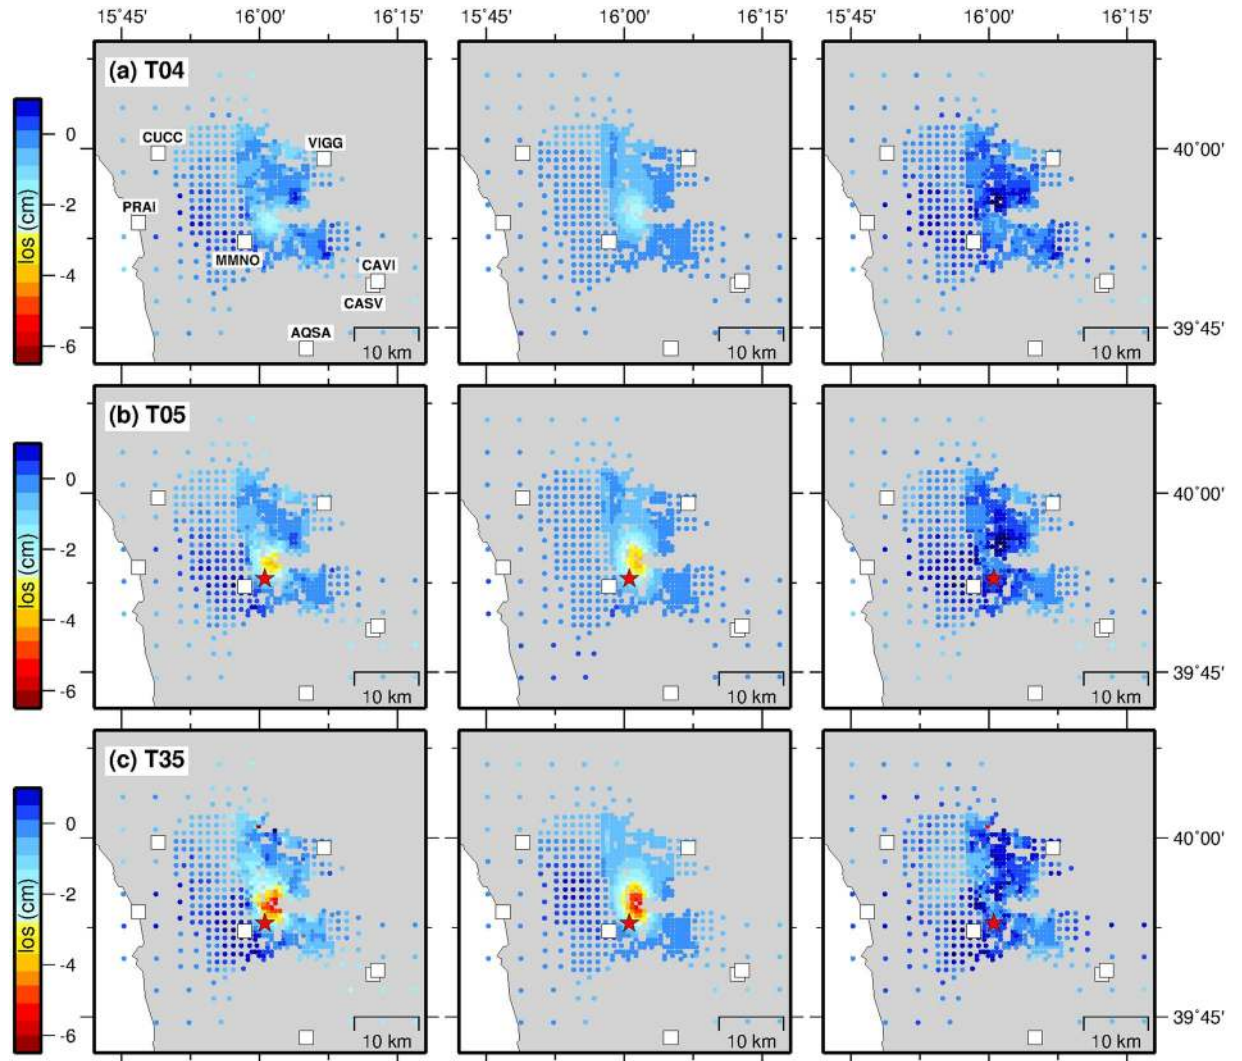 15°45' 16°00' 16°15' 15°45' 16°00' 16°15' 15°45' 16°00' 16°15'
(a) T04
0
-2
-4
-6
los (cm)
CUCC
VIGG
PRAI
MMNO
CAVI
CASV
AQSA
10 km
10 km
10 km
40°00'
39°45'
(b) T05
0
-2
-4
-6
los (cm)
10 km
10 km
10 km
40°00'
39°45'
(c) T35
0
-2
-4
-6
los (cm)
10 km
10 km
10 km
40°00'
39°45'